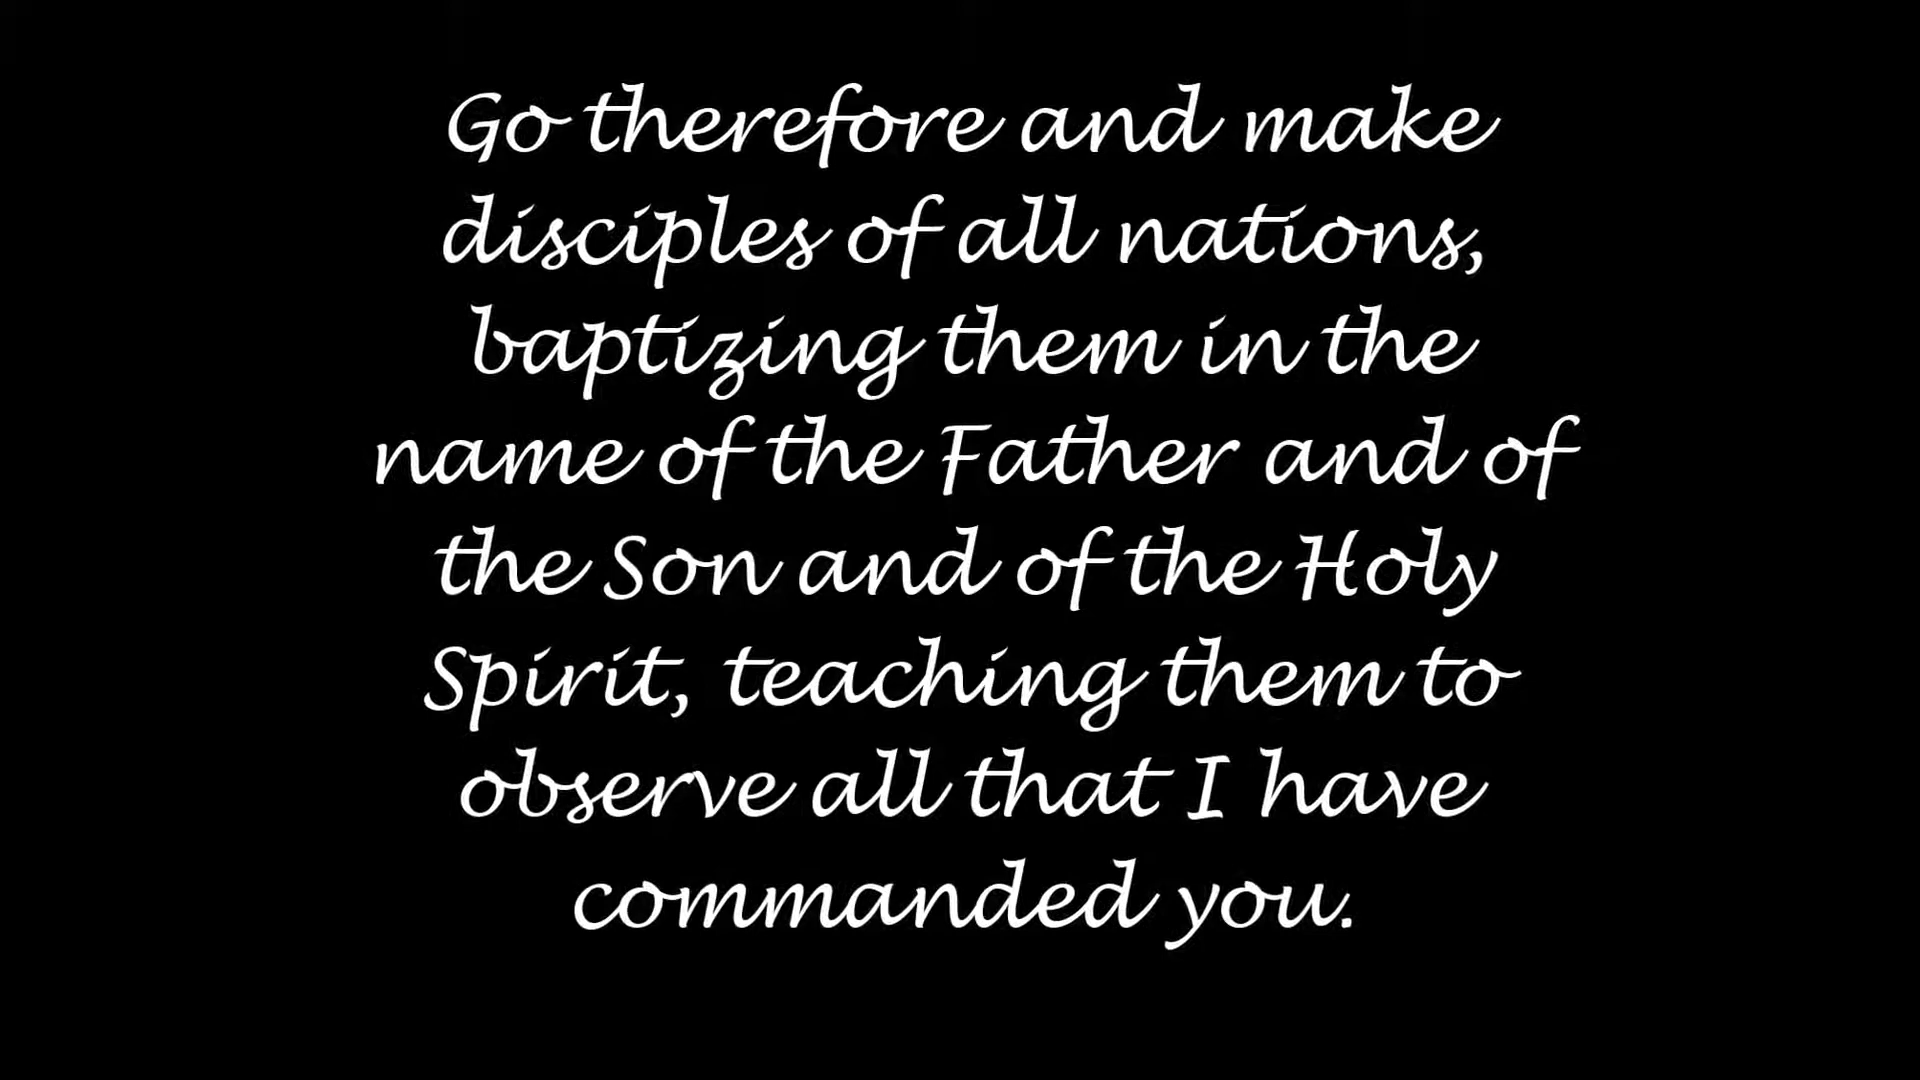 Go therefore and make
disciples of all nations,
baptizing them in the
name of the Father and of
the Son and of the Holy
Spirit, teaching them to
observe all that I have
commanded you.